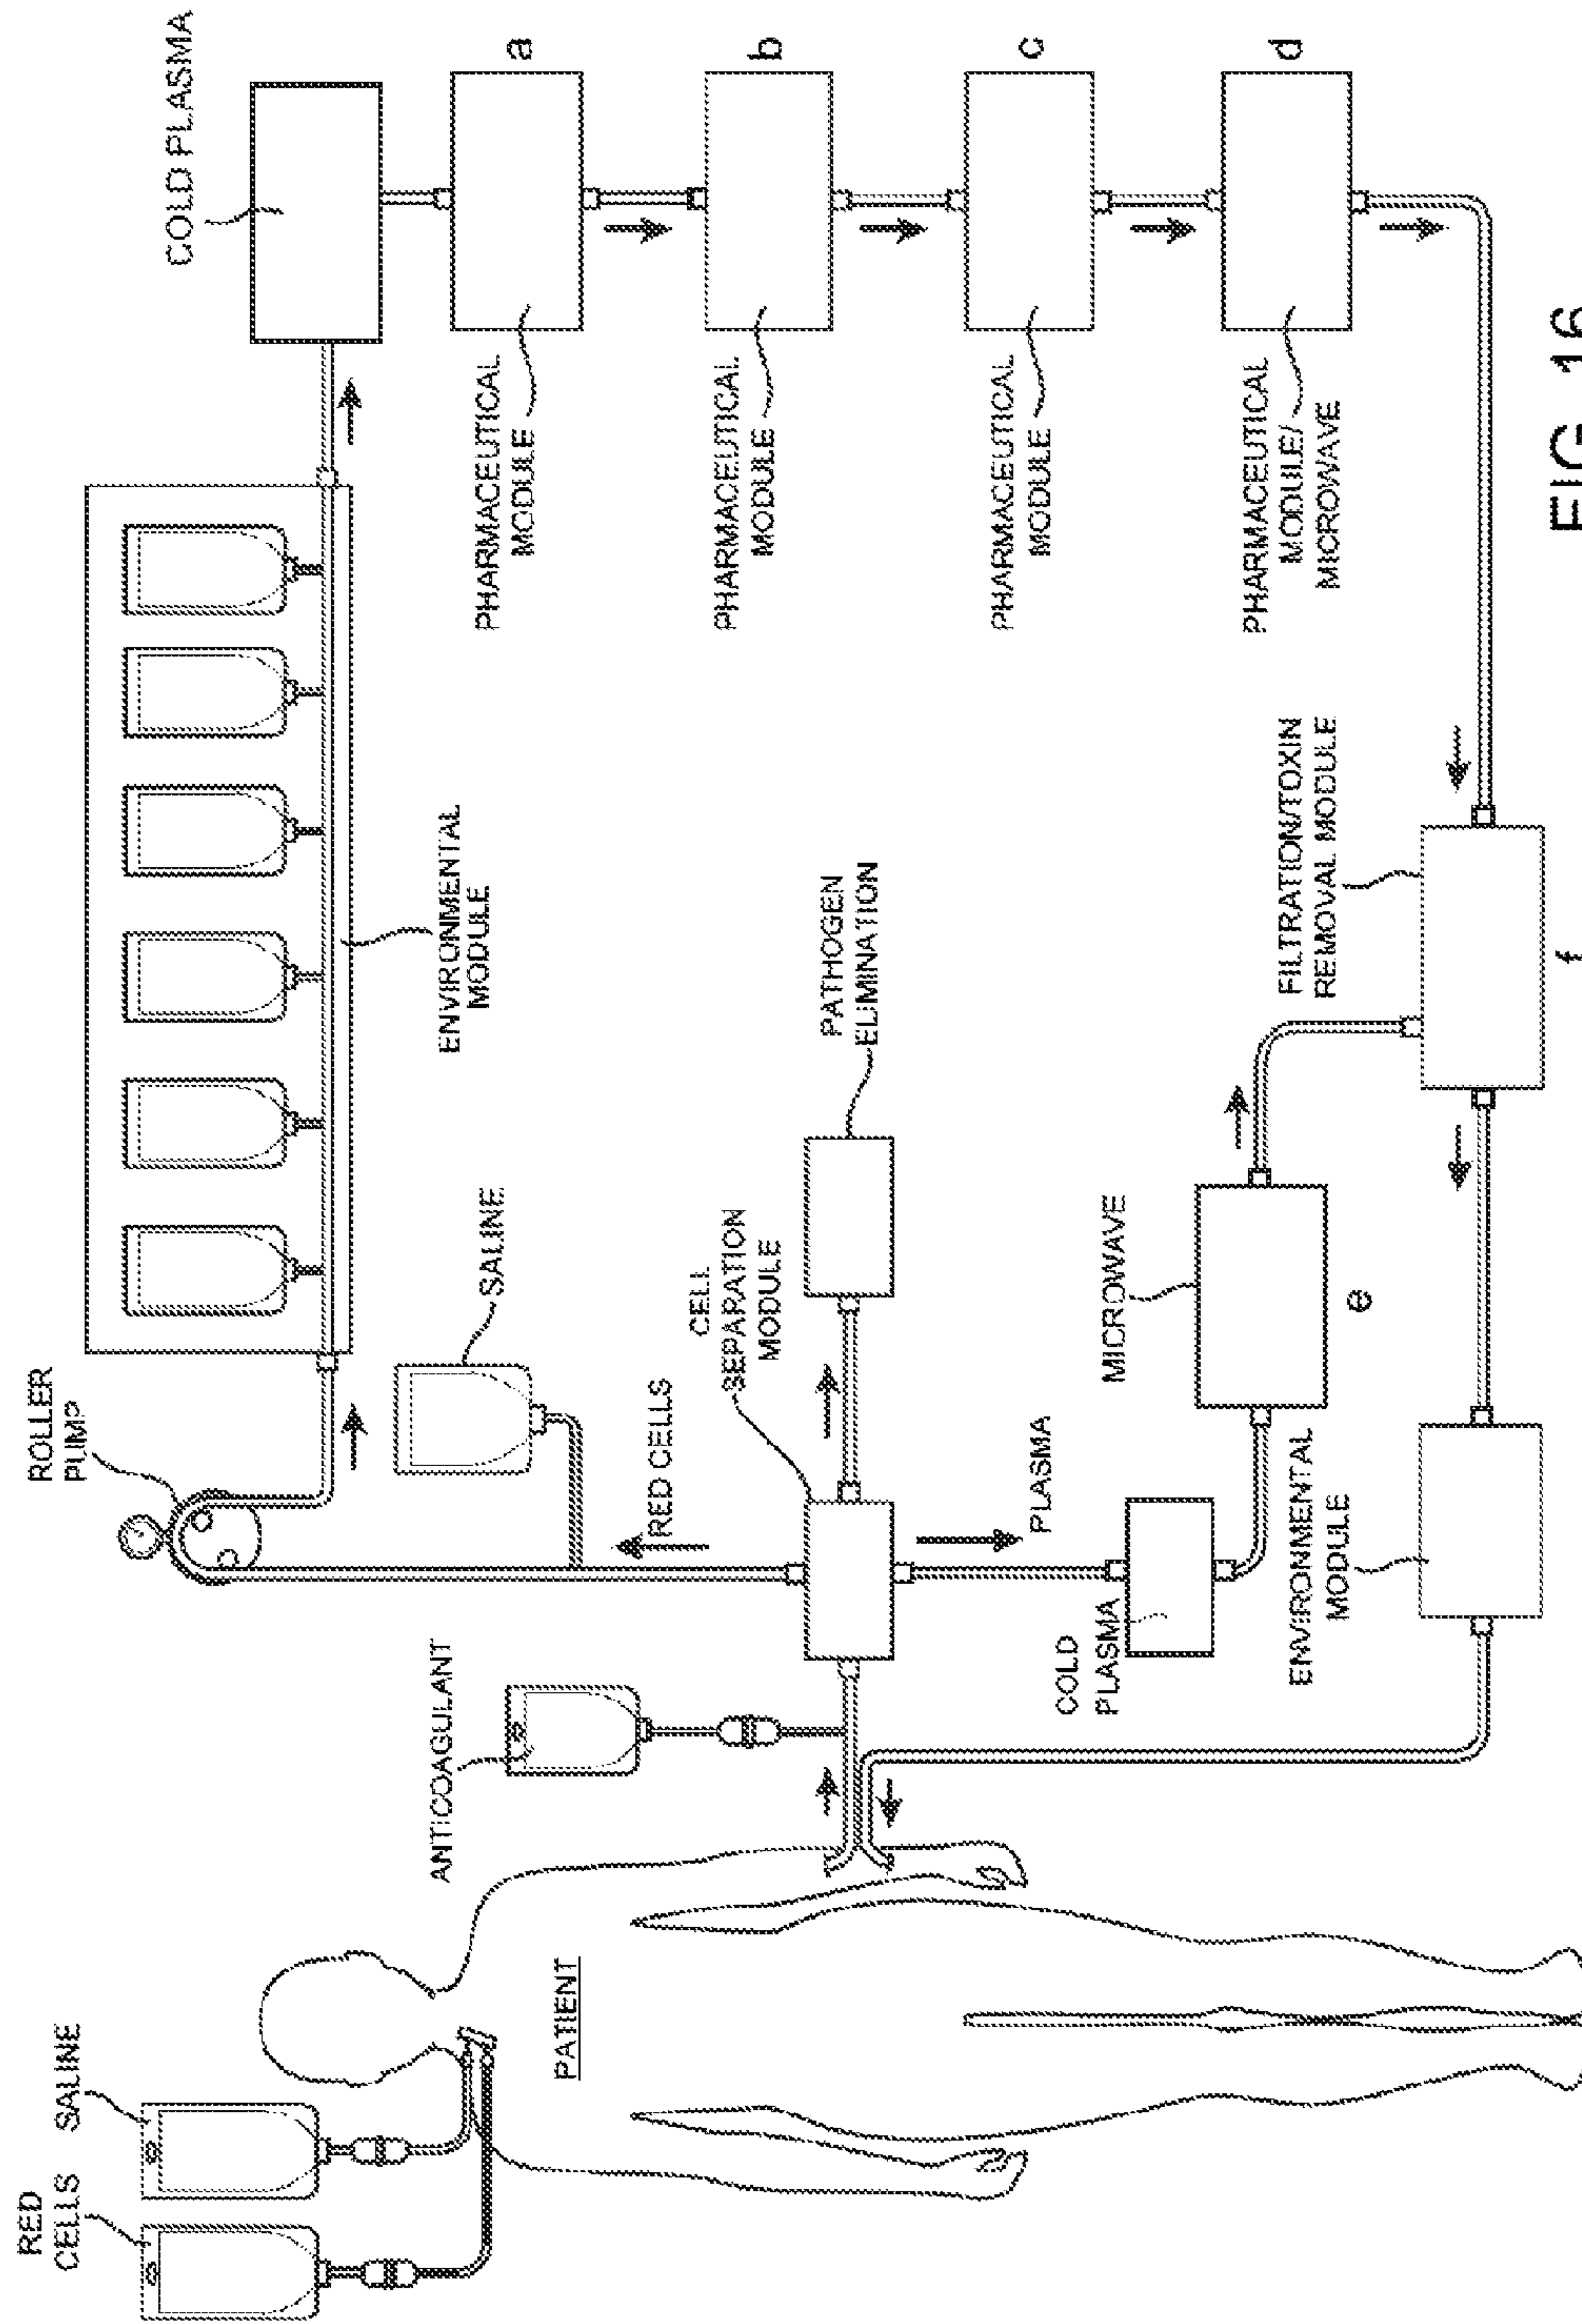 RED
CELLS
SALINE
PATIENT
ANTICOAGULANT
ROLLER
PUMP
SALINE
RED CELLS
CELL
SEPARATION
MODULE
PATHOGEN
ELIMINATION
PLASMA
COLD
PLASMA
MICROWAVE
e
ENVIRONMENTAL
MODULE
ENVIRONMENTAL
MODULE
FILTRATION/TOXIN
REMOVAL MODULE
f
COLD PLASMA
PHARMACEUTICAL
MODULE
a
PHARMACEUTICAL
MODULE
b
PHARMACEUTICAL
MODULE
c
PHARMACEUTICAL
MODULE/
MICROWAVE
d
FIG. 16